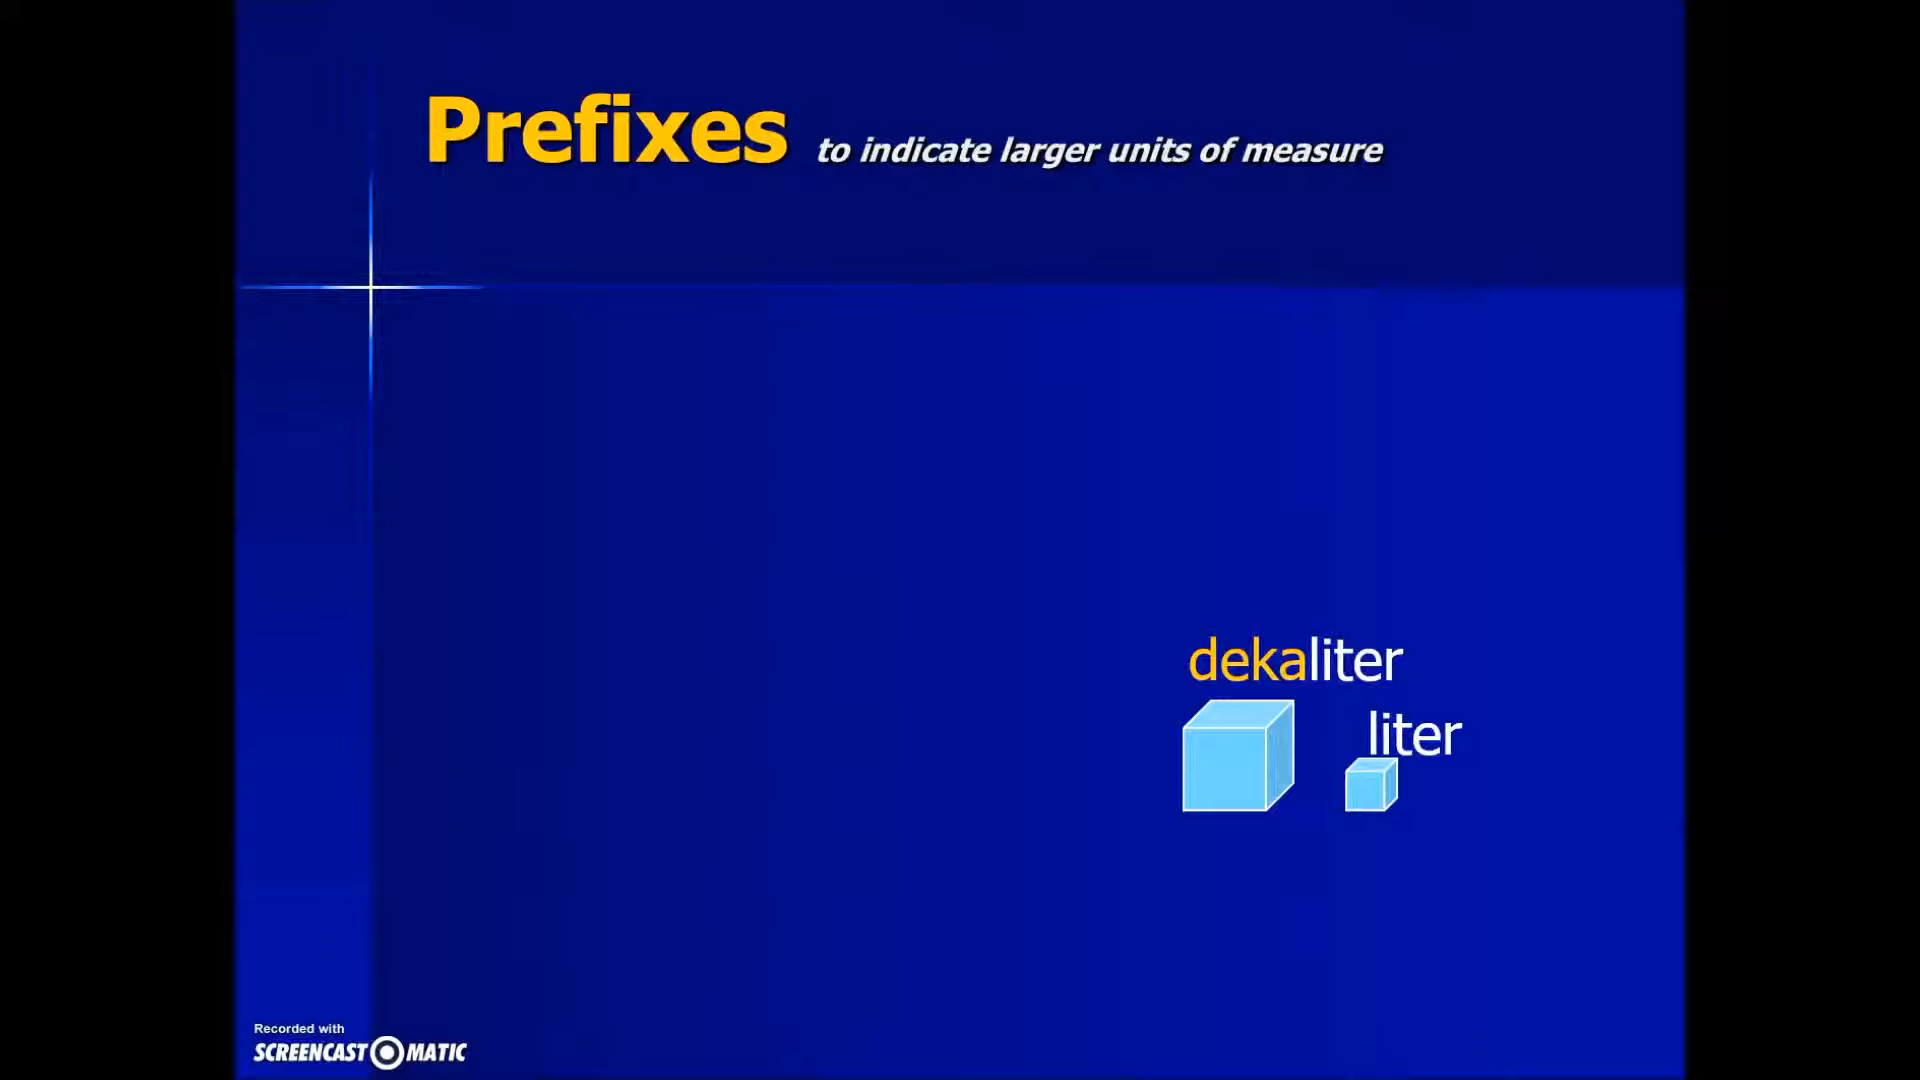 Prefixes to indicate larger units of measure
dekaliter
liter
Recorded with
SCREENCAST MATIC